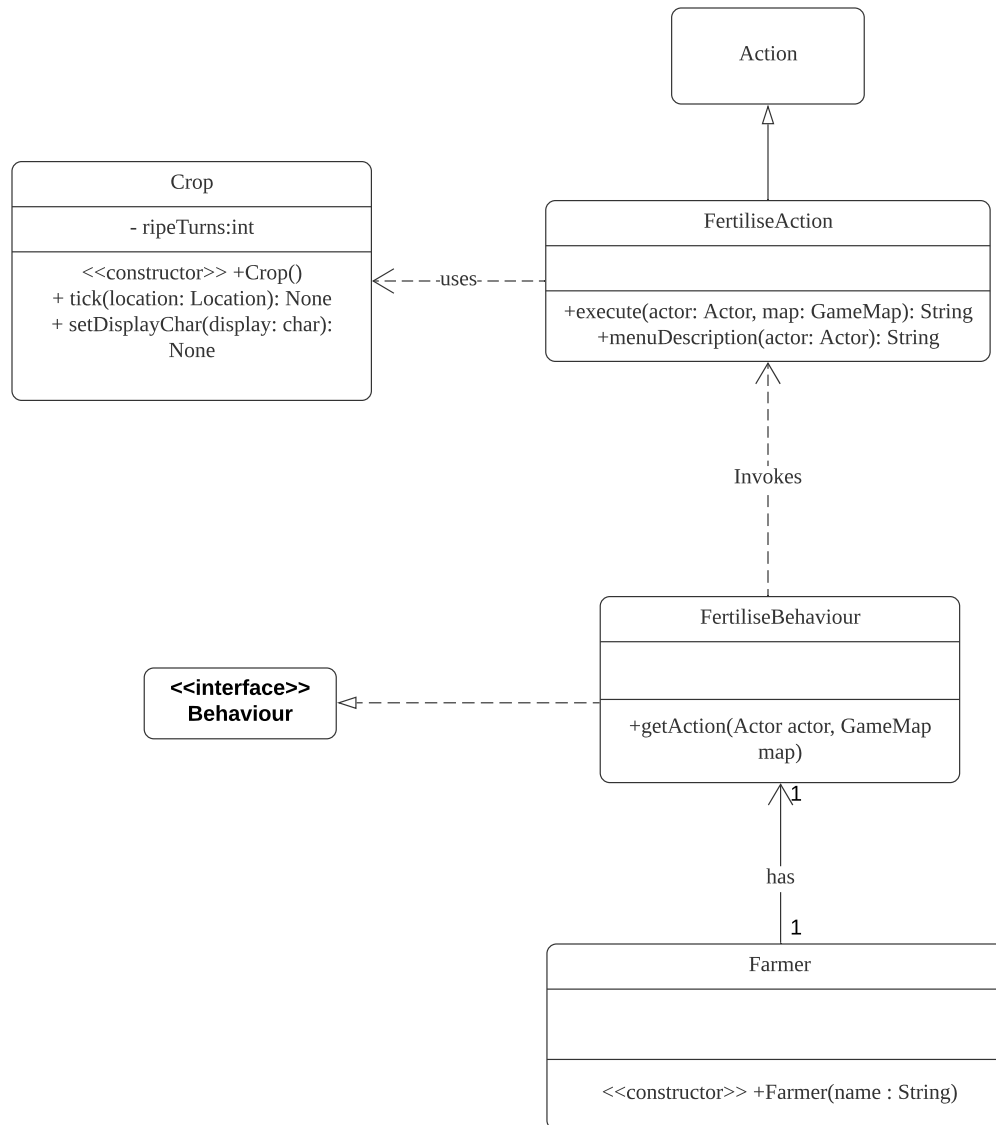 Action
Crop
- ripeTurns:int
<<constructor>> +Crop()
+ tick(location: Location): None
+ setDisplayChar(display: char):
None
uses
FertiliseAction
+execute(actor: Actor, map: GameMap): String
+menuDescription(actor: Actor): String
Invokes
FertiliseBehaviour
+getAction(Actor actor, GameMap
map)
<<interface>>
Behaviour
1
has
1
Farmer
<<constructor>> +Farmer(name : String)